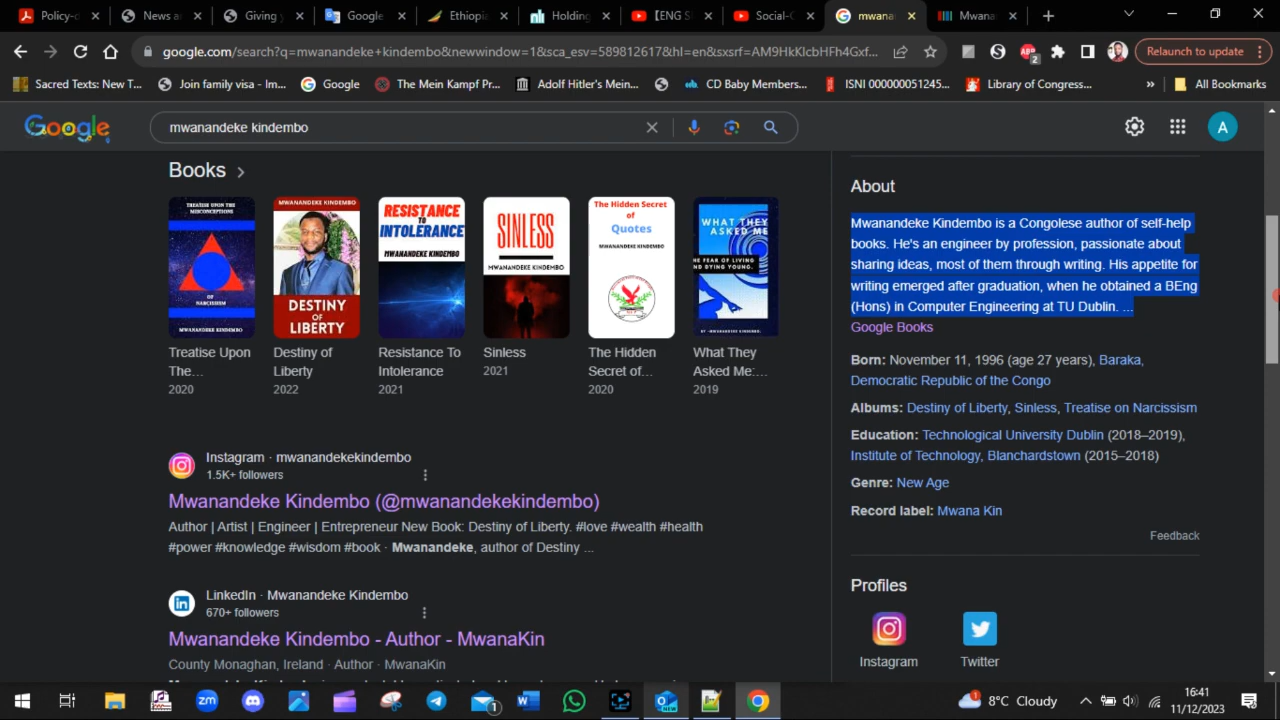 Policy-d
News a
Giving y
Google
Ethiopia
Holding
[ENG S
Social-C
mwana
Mwana
google.com/search?q=mwanandeke+kindembo&newwindow=1&sca_esv=589812617&hl=en&sxsrf=AM9HkKlcbHFh4Gxf...
2
Relaunch to update
Sacred Texts: New T...
Join family visa - Im...
Google
The Mein Kampf Pr...
Adolf Hitler's Mein...
CD Baby Members...
ISNI 000000051245...
Library of Congress...
»
All Bookmarks
Google
mwanandeke kindembo
A
Books
TREATISE UPON THE
MISCONCEPTIONS
OF
NARCISSISM
MWANANDEKE KINDEMBO
MWANANDEKE KINDEMBO
DESTINY
OF
LIBERTY
RESISTANCE
TO
INTOLERANCE
MWANANDEKE KINDEMBO
SINLESS
MWANANDEKE KINDEMBO
The Hidden Secret
of
Quotes
MWANANDEKE KINDEMBO
WHAT THEY
ASKED ME
HE FEAR OF LIVING
ND DYING YOUNG.
BY -MWANANDEKE KINDEMBO.
Treatise Upon
The...
2020
Destiny of
Liberty
2022
Resistance To
Intolerance
2021
Sinless
2021
The Hidden
Secret of...
2020
What They
Asked Me:...
2019
Instagram · mwanandekekindembo
1.5K+ followers
Mwanandeke Kindembo (@mwanandekekindembo)
Author | Artist | Engineer | Entrepreneur New Book: Destiny of Liberty. #love #wealth #health
#power #knowledge #wisdom #book · Mwanandeke, author of Destiny ...
LinkedIn · Mwanandeke Kindembo
670+ followers
Mwanandeke Kindembo - Author - MwanaKin
County Monaghan, Ireland · Author · MwanaKin
About
Mwanandeke Kindembo is a Congolese author of self-help
books. He's an engineer by profession, passionate about
sharing ideas, most of them through writing. His appetite for
writing emerged after graduation, when he obtained a BEng
(Hons) in Computer Engineering at TU Dublin. ...
Google Books
Born: November 11, 1996 (age 27 years), Baraka,
Democratic Republic of the Congo
Albums: Destiny of Liberty, Sinless, Treatise on Narcissism
Education: Technological University Dublin (2018–2019),
Institute of Technology, Blanchardstown (2015–2018)
Genre: New Age
Record label: Mwana Kin
Feedback
Profiles
Instagram
Twitter
1
NEW
1
8°C Cloudy
16:41
11/12/2023